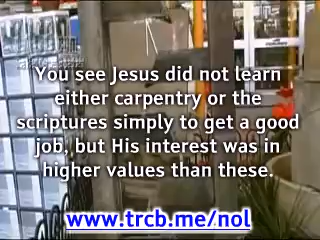 You see Jesus did not learn
either carpentry or the
scriptures simply to get a good
job, but His interest was in
higher values than these.
www.trcb.me/nol